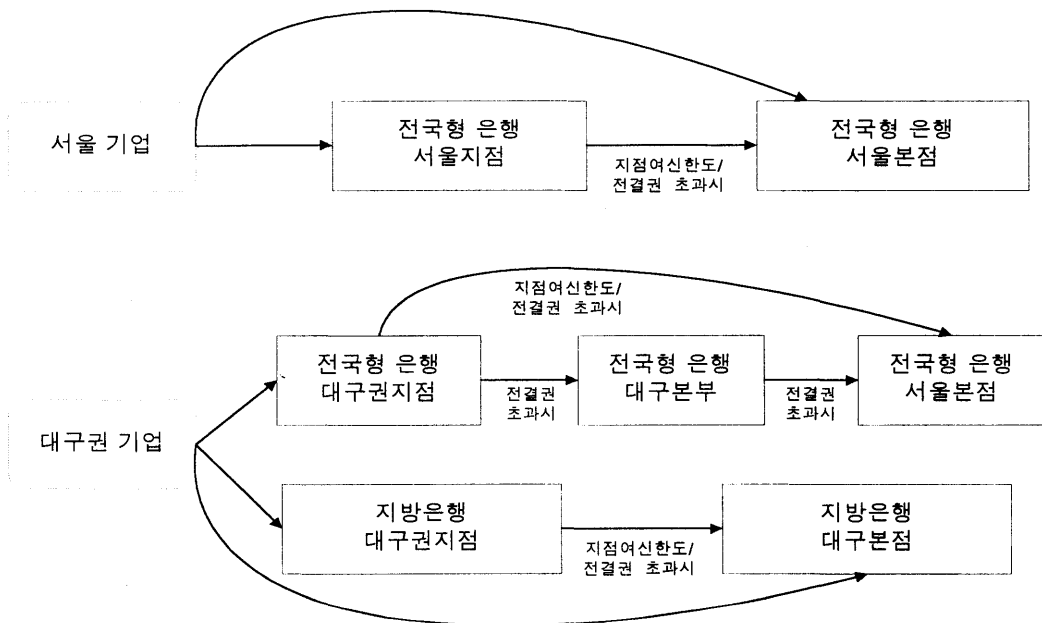 서울 기업
전국형 은행
서울지점
지점여신한도/
전결권 초과시
전국형 은행
서울본점
지점여신한도/
전결권 초과시
대구권 기업
전국형 은행
대구권지점
전결권
초과시
전국형 은행
대구본부
전결권
초과시
전국형 은행
서울본점
지방은행
대구권지점
지점여신한도/
전결권 초과시
지방은행
대구본점